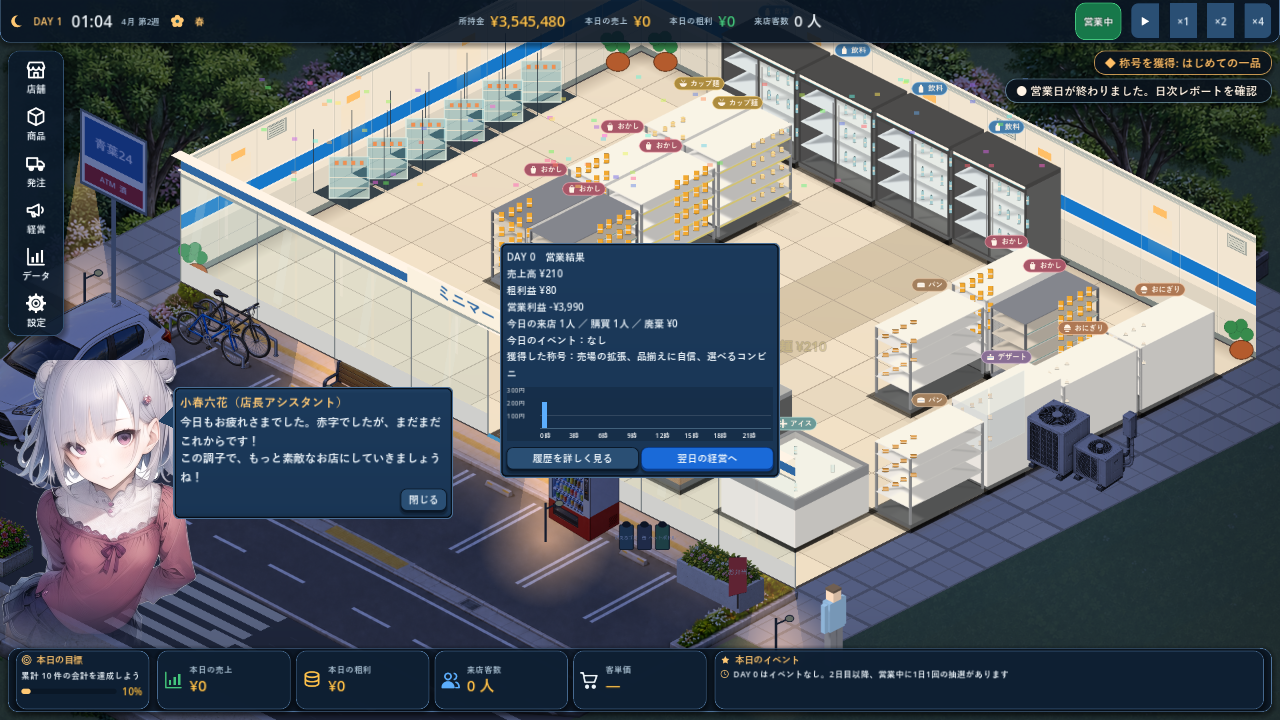 DAY 1 01:04 4月 第2週 春
所持金 ¥3,545,480 本日の売上 ¥0 本日の粗利 ¥0 来店客数 0 人
営業中 ▶ ×1 ×2 ×4
◆ 称号を獲得: はじめての一品
● 営業日が終わりました。日次レポートを確認
店舗
商品
発注
経営
データ
設定
青葉24
ATM 酒
飲料
飲料
飲料
カップ麺
カップ麺
おかし
おかし
おかし
おかし
おかし
おかし
パン
おにぎり
おにぎり
デザート
パン
アイス
ミニマー
¥210
DAY 0 営業結果
売上高 ¥210
粗利益 ¥80
営業利益 -¥3,990
今日の来店 1人 ／ 購買 1人 ／ 廃棄 ¥0
今日のイベント：なし
獲得した称号：売場の拡張、品揃えに自信、選べるコンビ
ニ
300円
200円
100円
0時 3時 6時 9時 12時 15時 18時 21時
履歴を詳しく見る 翌日の経営へ
小春六花（店長アシスタント）
今日もお疲れさまでした。赤字でしたが、まだまだ
これからです！
この調子で、もっと素敵なお店にしていきましょう
ね！
閉じる
本日の目標
累計 10 件の会計を達成しよう
10%
本日の売上
¥0
本日の粗利
¥0
来店客数
0 人
客単価
—
本日のイベント
DAY 0 はイベントなし。2日目以降、営業中に1日1回の抽選があります